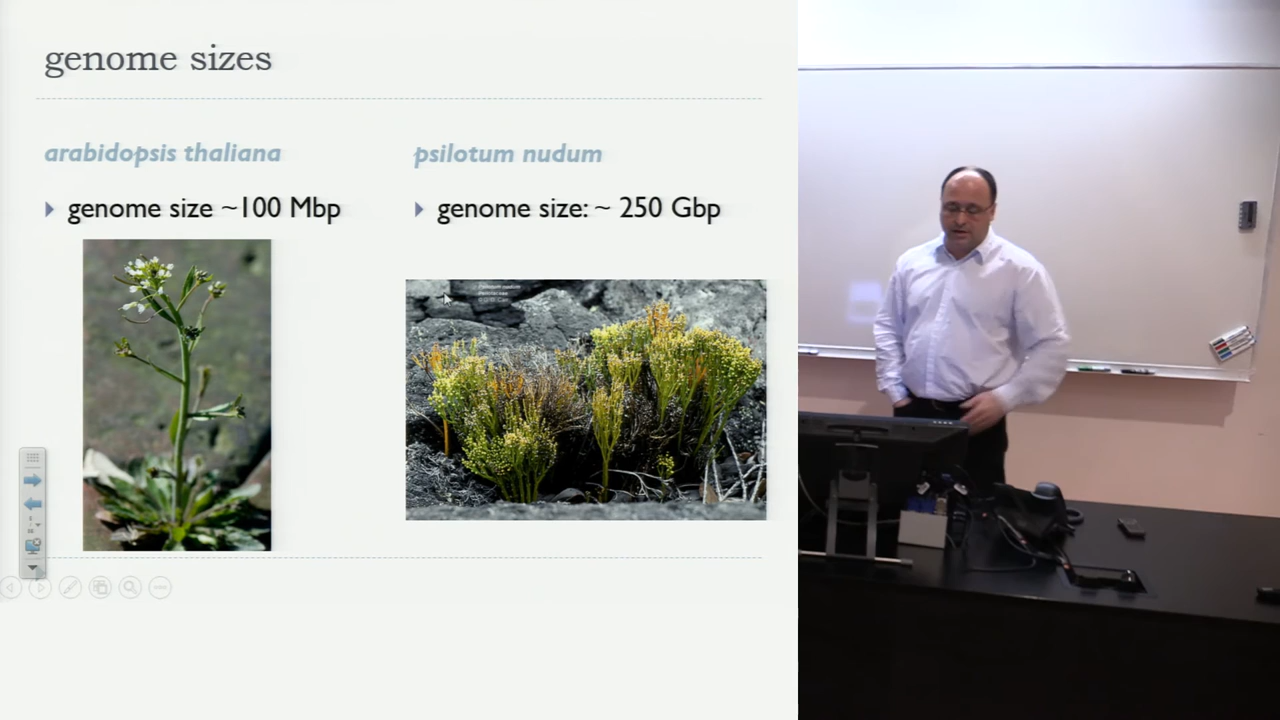 genome sizes
arabidopsis thaliana
genome size ~100 Mbp
psilotum nudum
genome size: ~ 250 Gbp